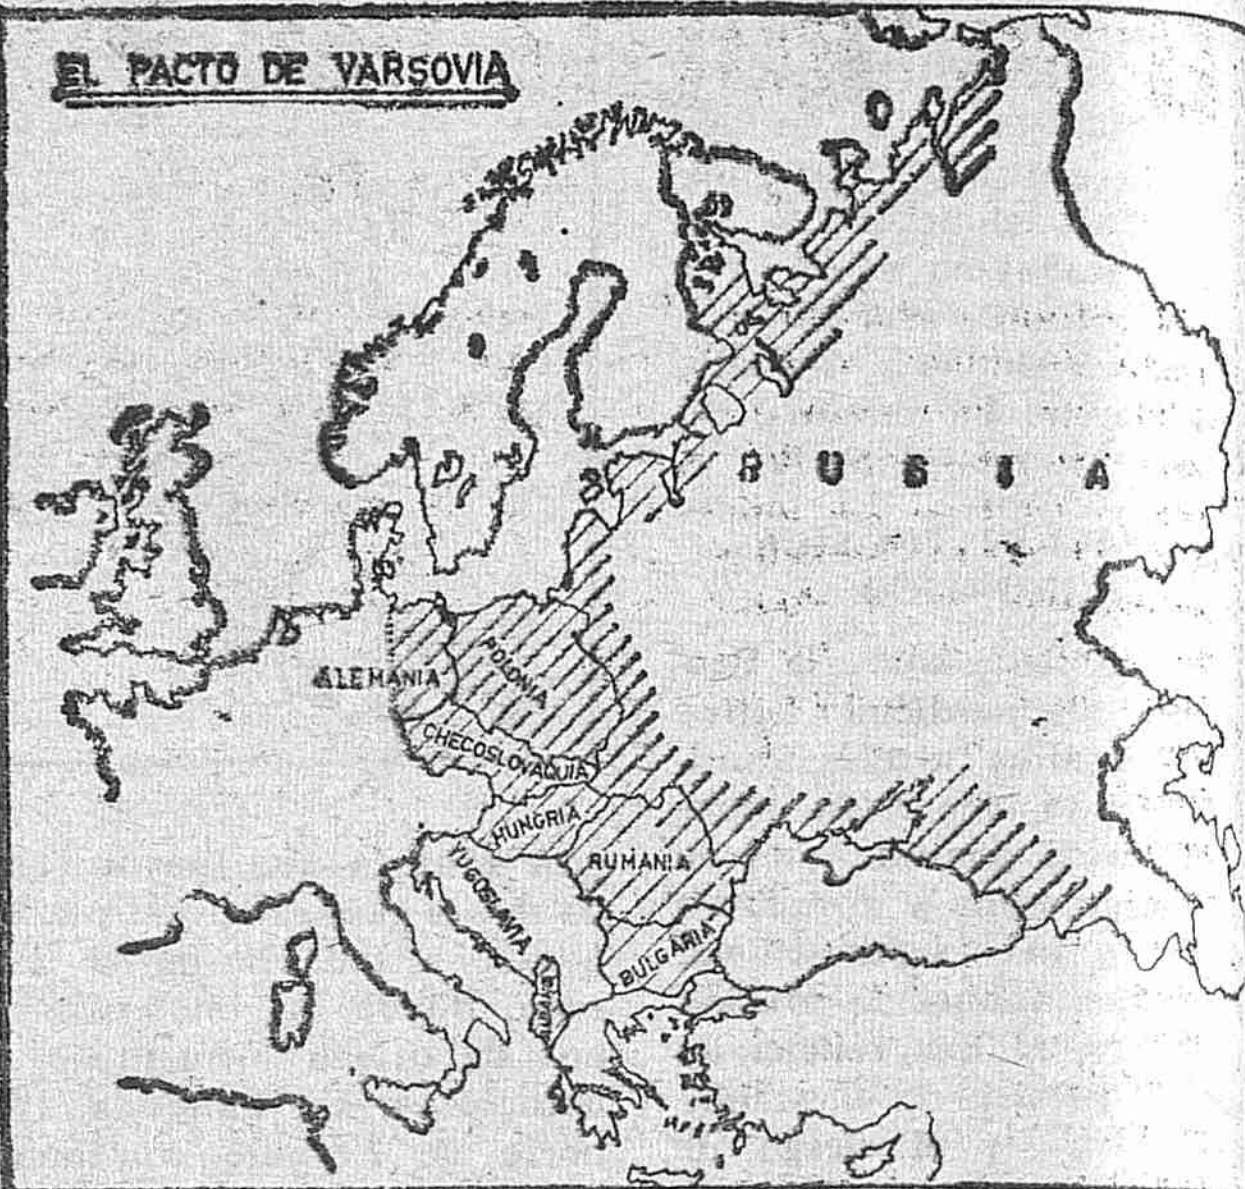 EL PACTO DE VARSOVIA
RUSIA
ALEMANIA
POLONIA
CHECOSLOVAQUIA
HUNGRIA
RUMANIA
YUGOSLAVIA
BULGARIA